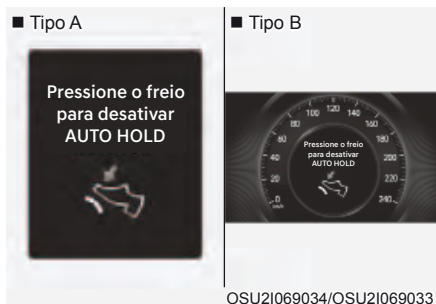 ■ Tipo A
Pressione o freio
para desativar
AUTO HOLD
■ Tipo B
0
20
40
60
80
100
120
140
160
180
200
220
240
km/h
Pressione o freio
para desativar
AUTO HOLD
OSU2I069034/OSU2I069033